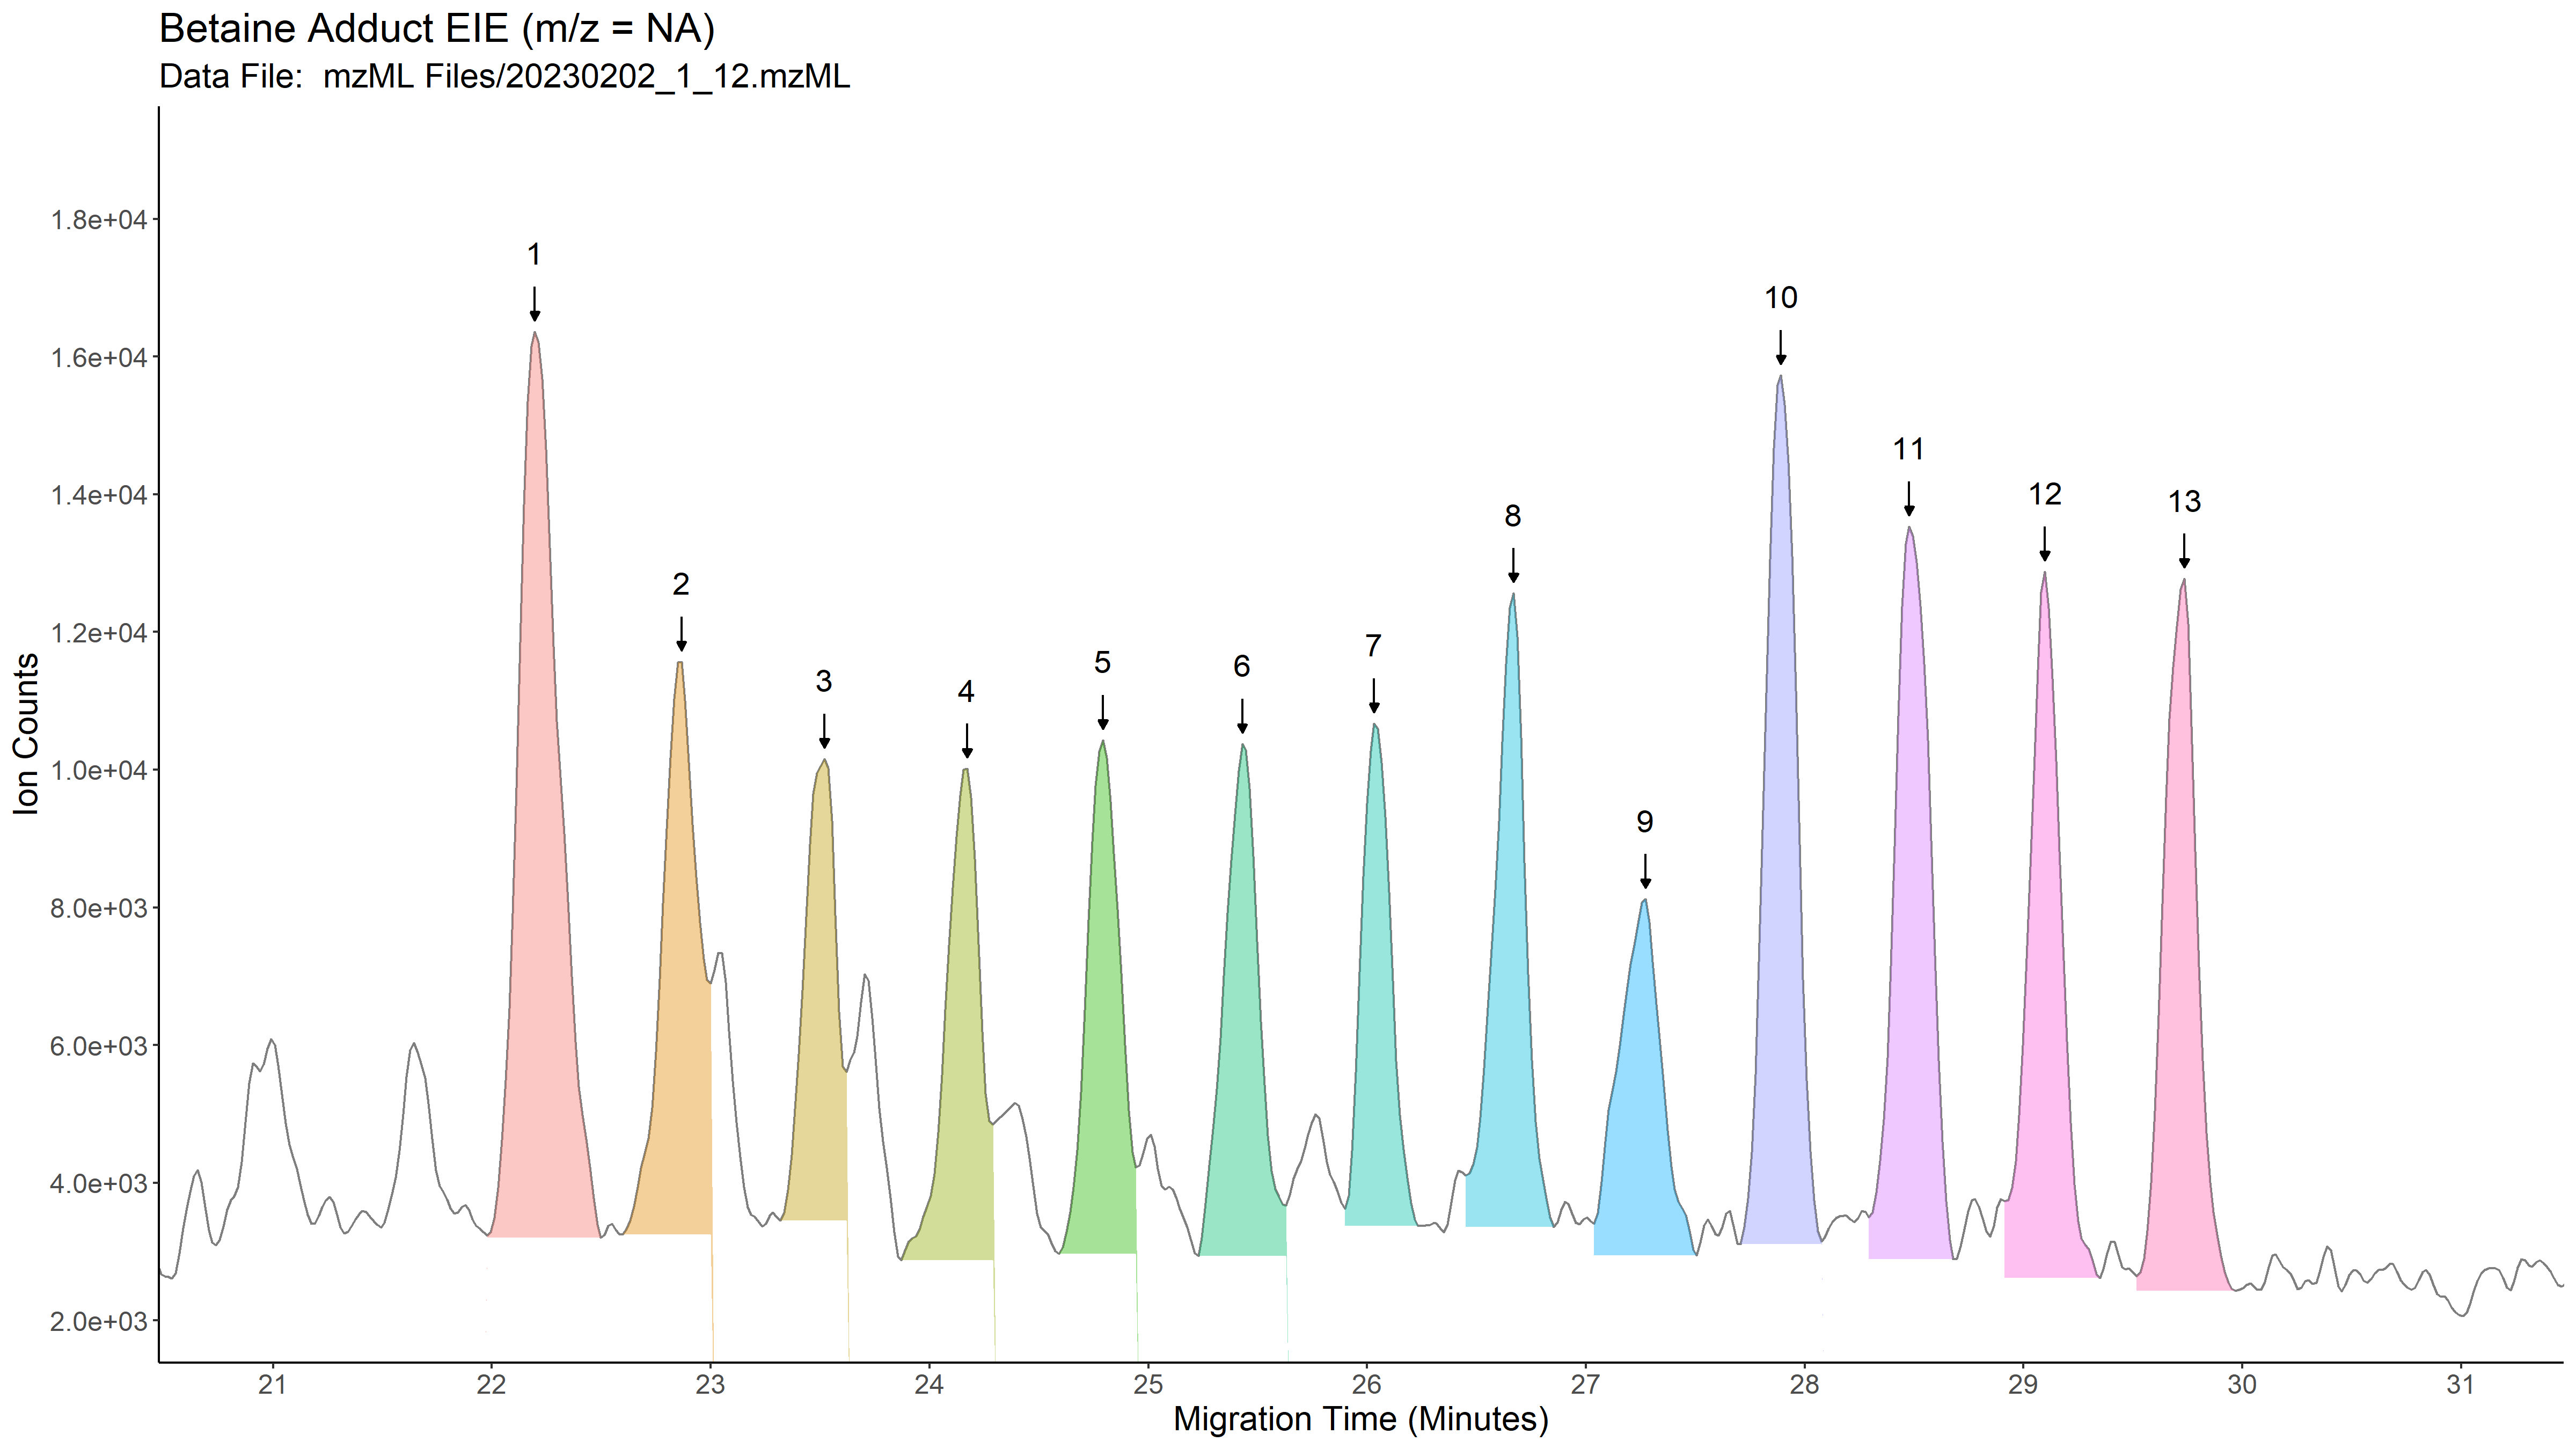 Betaine Adduct EIE (m/z = NA)
Data File:  mzML Files/20230202_1_12.mzML
1.8e+04
1.6e+04
1.4e+04
1.2e+04
1.0e+04
8.0e+03
6.0e+03
4.0e+03
2.0e+03
Ion Counts
1
2
3
4
5
6
7
8
9
10
11
12
13
21 22 23 24 25 26 27 28 29 30 31
Migration Time (Minutes)